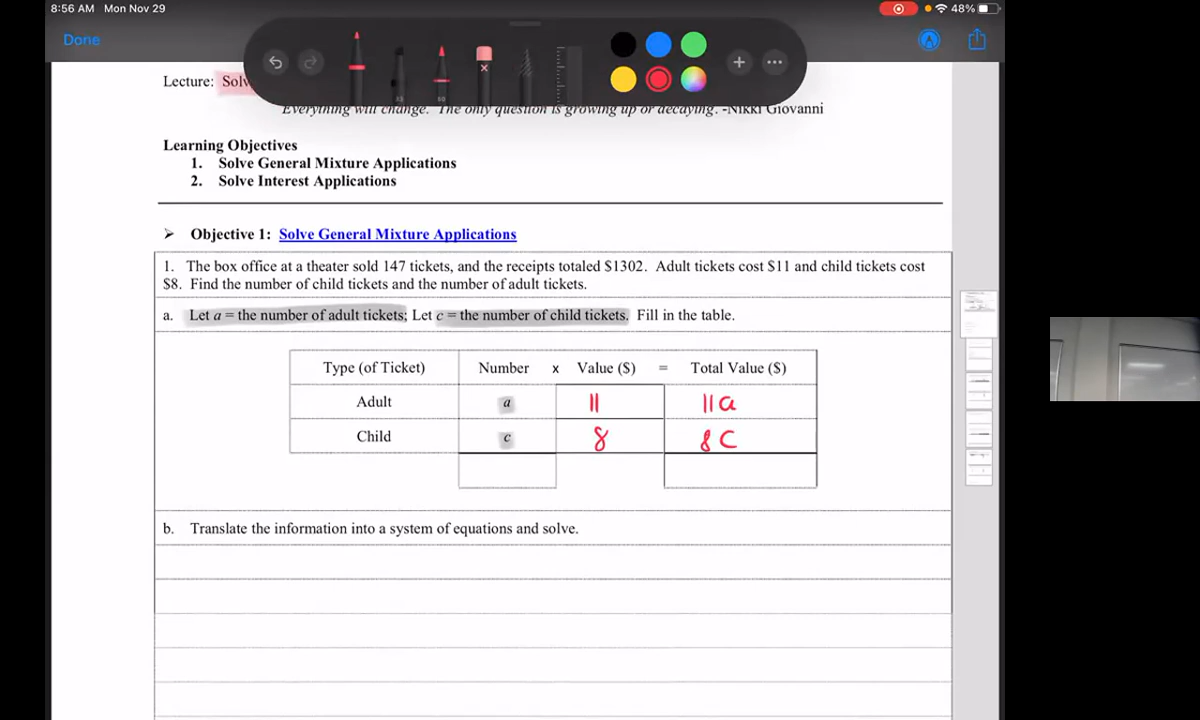 8:56 AM Mon Nov 29
48%
Done
Lecture: Solv
Everything will change. The only question is growing up or decaying. -Nikki Giovanni
Learning Objectives
1. Solve General Mixture Applications
2. Solve Interest Applications
➢ Objective 1: Solve General Mixture Applications
1. The box office at a theater sold 147 tickets, and the receipts totaled $1302. Adult tickets cost $11 and child tickets cost
$8. Find the number of child tickets and the number of adult tickets.
a. Let a = the number of adult tickets; Let c = the number of child tickets. Fill in the table.
Type (of Ticket) Number x Value ($) = Total Value ($)
Adult a 11 11a
Child c 8 8c
b. Translate the information into a system of equations and solve.